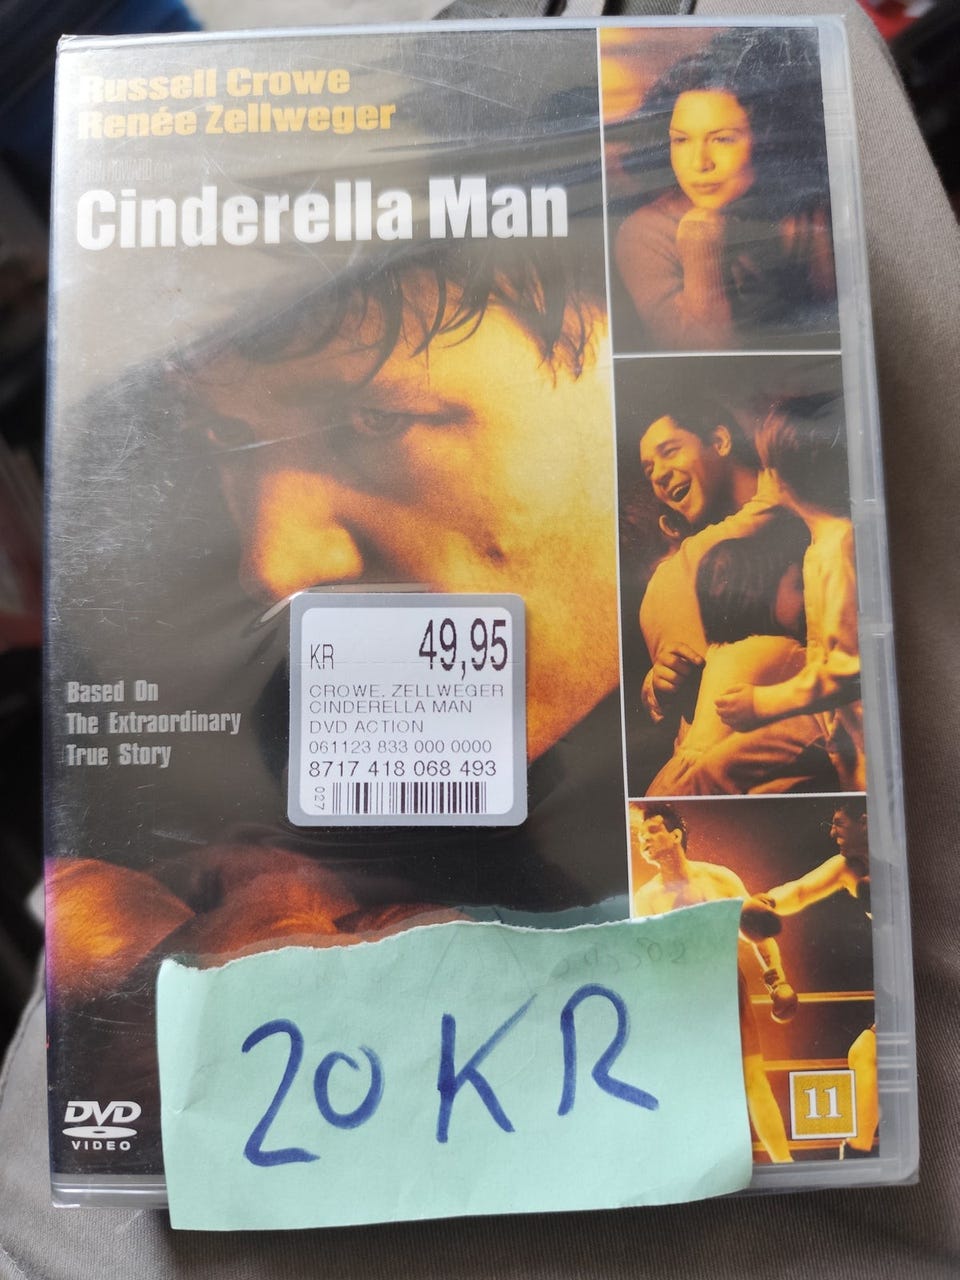 Russell Crowe
Renée Zellweger
Cinderella Man
Based On
The Extraordinary
True Story
KR 49,95
CROWE, ZELLWEGER
CINDERELLA MAN
DVD ACTION
061123 833 000 0000
8717 418 068 493
027
20 KR
11
DVD
VIDEO